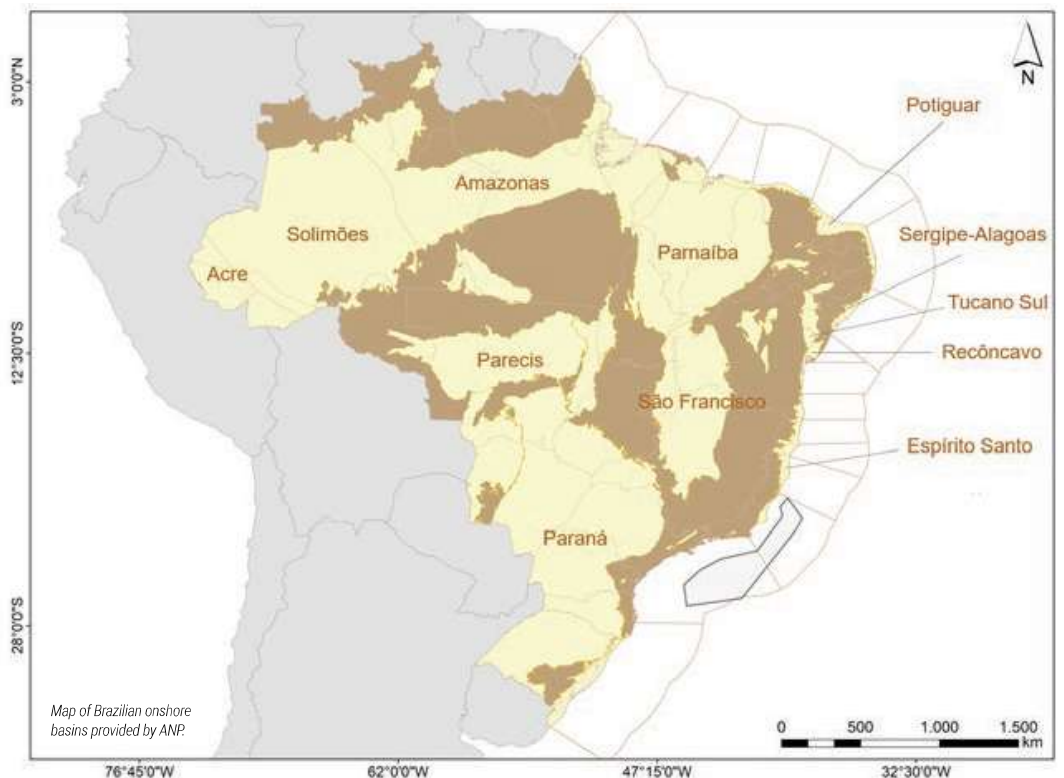 N
3°0'0"N
12°30'0"S
28°0'0"S
Potiguar
Amazonas
Sergipe-Alagoas
Solimões
Parnaíba
Acre
Tucano Sul
Recôncavo
Parecis
São Francisco
Espírito Santo
Paraná
Map of Brazilian onshore
basins provided by ANP.
0 500 1.000 1.500
km
76°45'0"W 62°0'0"W 47°15'0"W 32°30'0"W